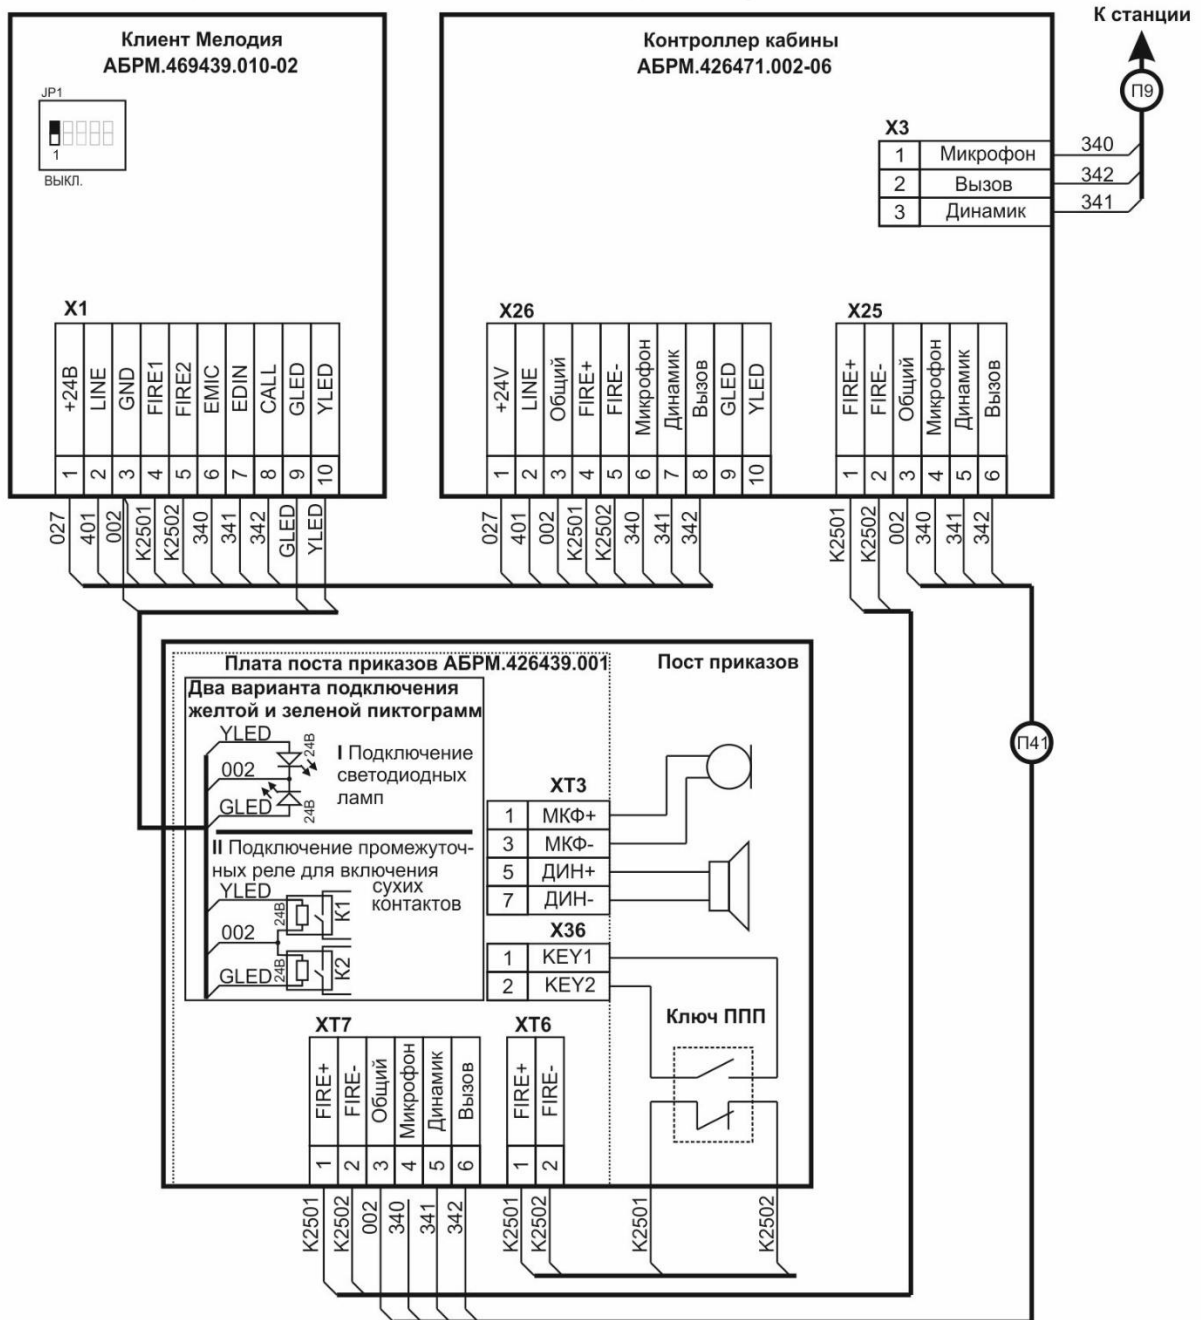 К станции
П9
Клиент Мелодия
АБРМ.469439.010-02
JP1
1
ВЫКЛ.
Контроллер кабины
АБРМ.426471.002-06
X3
1 Микрофон 340
2 Вызов 342
3 Динамик 341
X1
+24В LINE GND FIRE1 FIRE2 EMIC EDIN CALL GLED YLED
1 2 3 4 5 6 7 8 9 10
027 401 002 K2501 K2502 340 341 342 GLED YLED
X26
+24V LINE Общий FIRE+ FIRE- Микрофон Динамик Вызов GLED YLED
1 2 3 4 5 6 7 8 9 10
027 401 002 K2501 K2502 340 341 342
X25
FIRE+ FIRE- Общий Микрофон Динамик Вызов
1 2 3 4 5 6
K2501 K2502 002 340 341 342
П41
Плата поста приказов АБРМ.426439.001
Пост приказов
Два варианта подключения
желтой и зеленой пиктограмм
YLED
24В
002
GLED
24В
I Подключение
светодиодных
ламп
II Подключение промежуточ-
ных реле для включения
сухих
контактов
YLED
24В
К1
002
GLED
24В
К2
XT3
1 МКФ+
3 МКФ-
5 ДИН+
7 ДИН-
X36
1 KEY1
2 KEY2
Ключ ППП
XT7
FIRE+ FIRE- Общий Микрофон Динамик Вызов
1 2 3 4 5 6
K2501 K2502 002 340 341 342
XT6
FIRE+ FIRE-
1 2
K2501 K2502
K2501 K2502